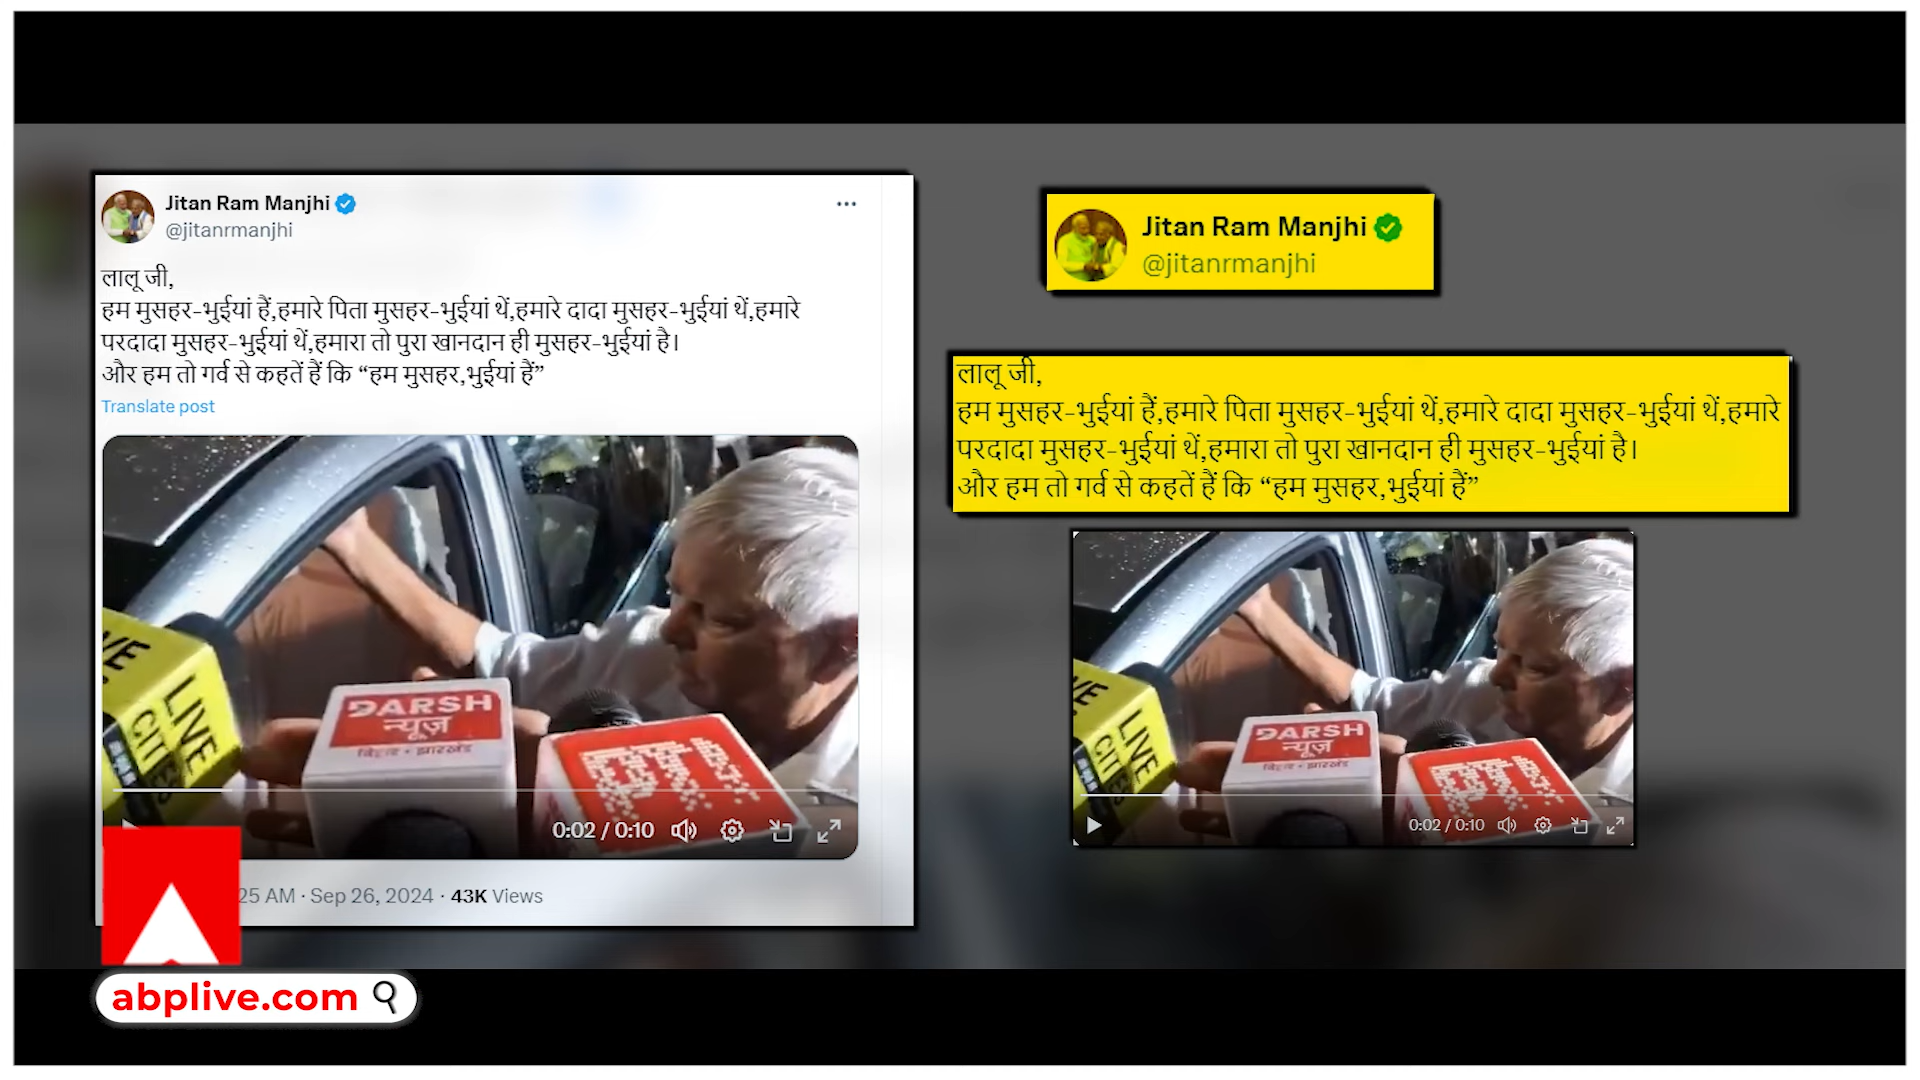 Jitan Ram Manjhi
@jitanrmanjhi
लालू जी,
हम मुसहर-भुईयां हैं,हमारे पिता मुसहर-भुईयां थें,हमारे दादा मुसहर-भुईयां थें,हमारे
परदादा मुसहर-भुईयां थें,हमारा तो पुरा खानदान ही मुसहर-भुईयां है।
और हम तो गर्व से कहतें हैं कि “हम मुसहर,भुईयां हैं”
Translate post
LIVE
CITIES
DARSH
न्यूज़
बिहार • झारखंड
0:02 / 0:10
25 AM · Sep 26, 2024 · 43K Views
Jitan Ram Manjhi
@jitanrmanjhi
लालू जी,
हम मुसहर-भुईयां हैं,हमारे पिता मुसहर-भुईयां थें,हमारे दादा मुसहर-भुईयां थें,हमारे
परदादा मुसहर-भुईयां थें,हमारा तो पुरा खानदान ही मुसहर-भुईयां है।
और हम तो गर्व से कहतें हैं कि “हम मुसहर,भुईयां हैं”
LIVE
CITIES
DARSH
न्यूज़
बिहार • झारखंड
0:02 / 0:10
abplive.com